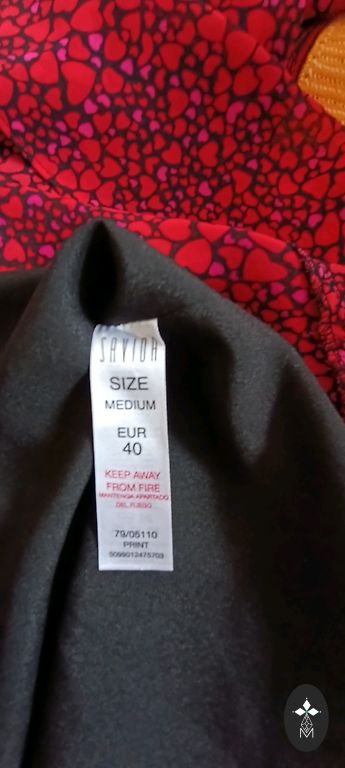 SAVIDA
SIZE
MEDIUM
EUR
40
KEEP AWAY
FROM FIRE
MANTENGA APARTADO
DEL FUEGO
79/05110
PRINT
5099012475703
M